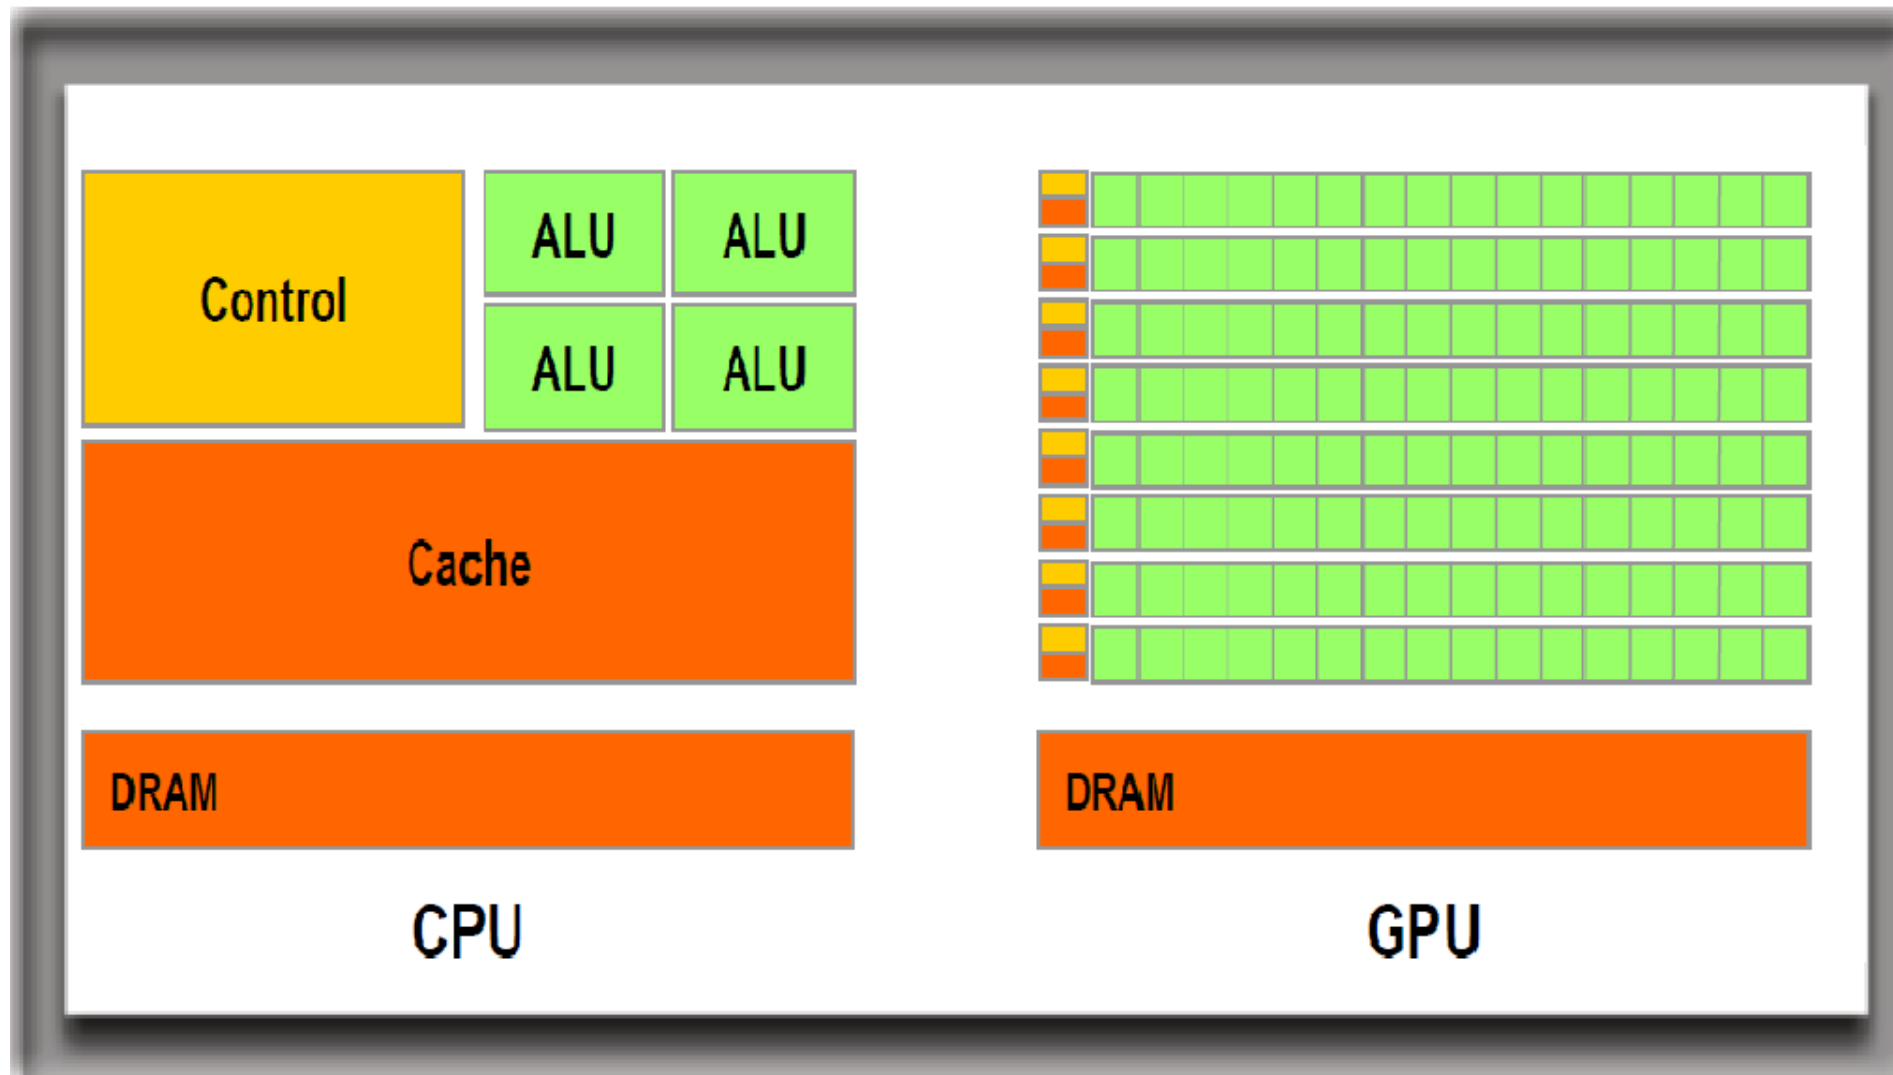 ALU ALU
Control
ALU ALU
Cache
DRAM
DRAM
CPU
GPU